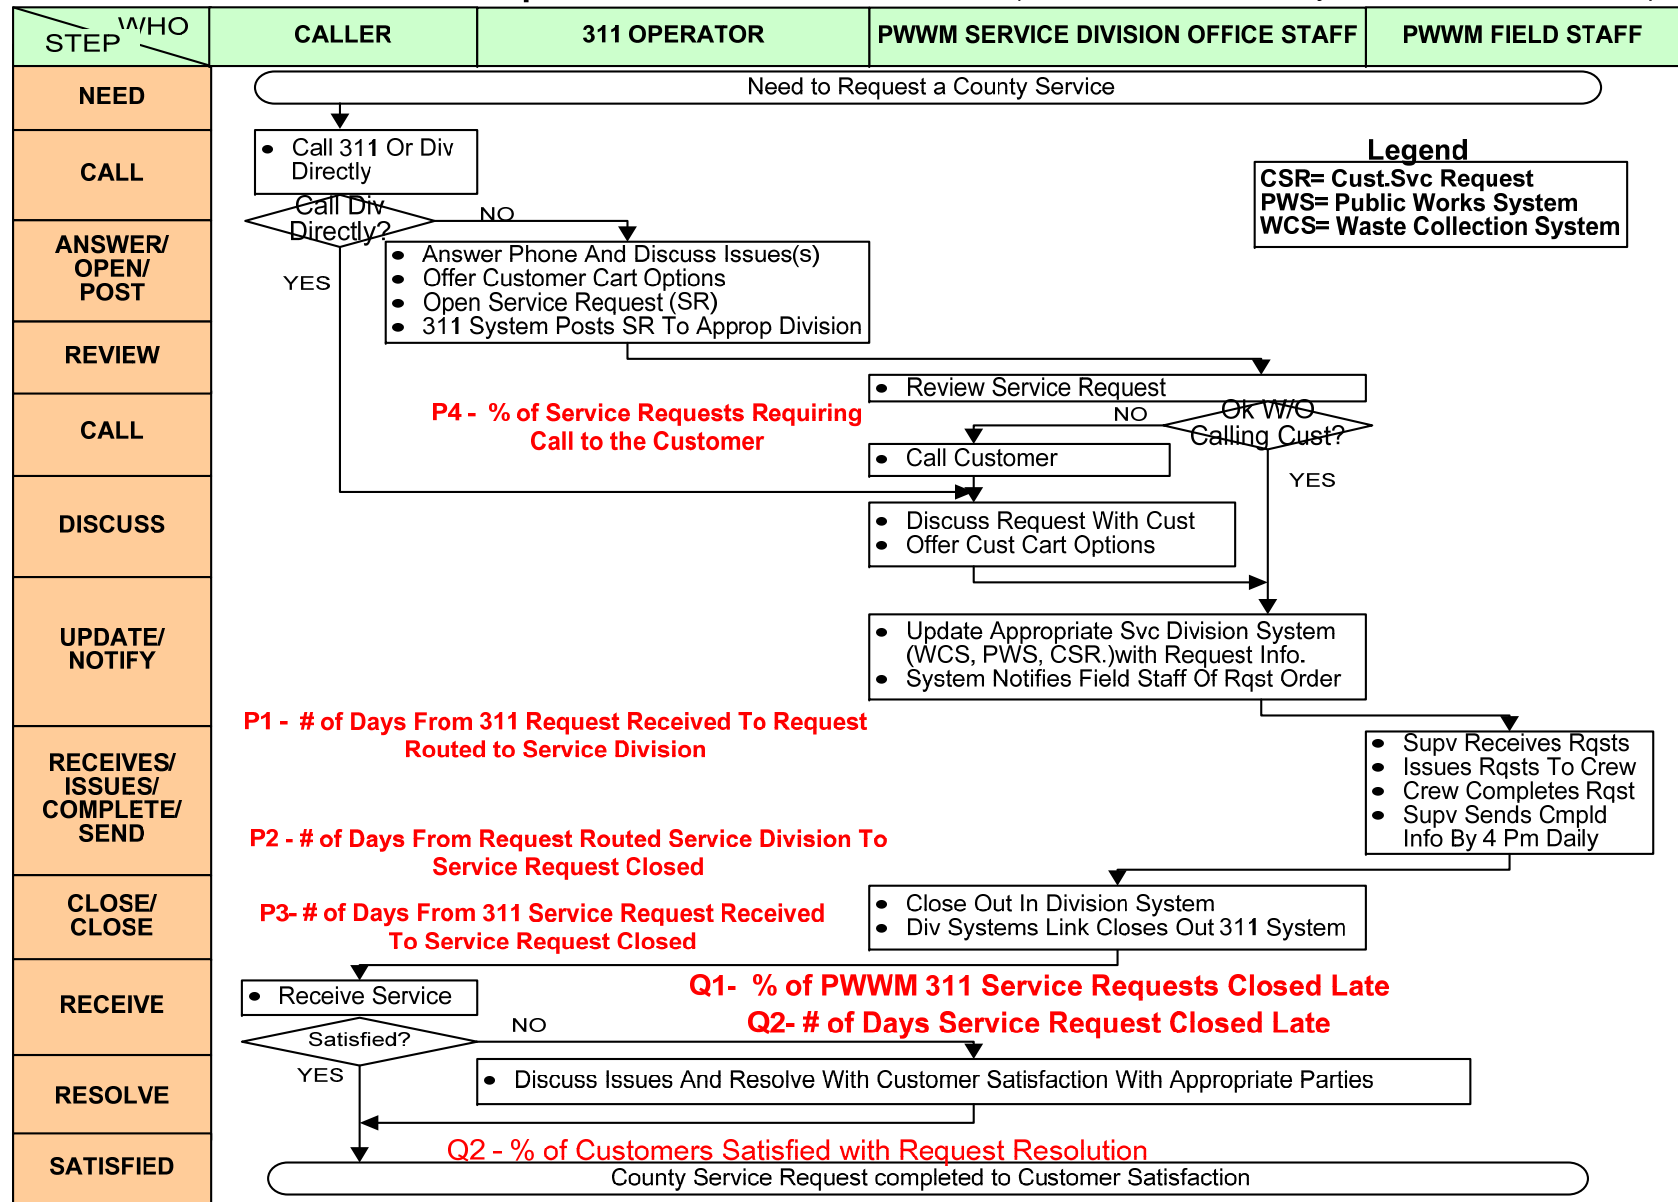 WHO
STEP
CALLER
311 OPERATOR
PWWM SERVICE DIVISION OFFICE STAFF
PWWM FIELD STAFF
NEED
Need to Request a County Service
CALL
• Call 311 Or Div
Directly
Legend
CSR= Cust.Svc Request
PWS= Public Works System
WCS= Waste Collection System
Call Div
Directly?
NO
YES
ANSWER/
OPEN/
POST
• Answer Phone And Discuss Issues(s)
• Offer Customer Cart Options
• Open Service Request (SR)
• 311 System Posts SR To Approp Division
REVIEW
• Review Service Request
CALL
P4 - % of Service Requests Requiring
Call to the Customer
Ok W/O
Calling Cust?
NO
YES
• Call Customer
DISCUSS
• Discuss Request With Cust
• Offer Cust Cart Options
UPDATE/
NOTIFY
• Update Appropriate Svc Division System
(WCS, PWS, CSR.)with Request Info.
• System Notifies Field Staff Of Rqst Order
P1 - # of Days From 311 Request Received To Request
Routed to Service Division
RECEIVES/
ISSUES/
COMPLETE/
SEND
• Supv Receives Rqsts
• Issues Rqsts To Crew
• Crew Completes Rqst
• Supv Sends Cmpld
Info By 4 Pm Daily
P2 - # of Days From Request Routed Service Division To
Service Request Closed
CLOSE/
CLOSE
P3- # of Days From 311 Service Request Received
To Service Request Closed
• Close Out In Division System
• Div Systems Link Closes Out 311 System
RECEIVE
• Receive Service
Q1- % of PWWM 311 Service Requests Closed Late
Q2- # of Days Service Request Closed Late
Satisfied?
NO
YES
RESOLVE
• Discuss Issues And Resolve With Customer Satisfaction With Appropriate Parties
SATISFIED
Q2 - % of Customers Satisfied with Request Resolution
County Service Request completed to Customer Satisfaction